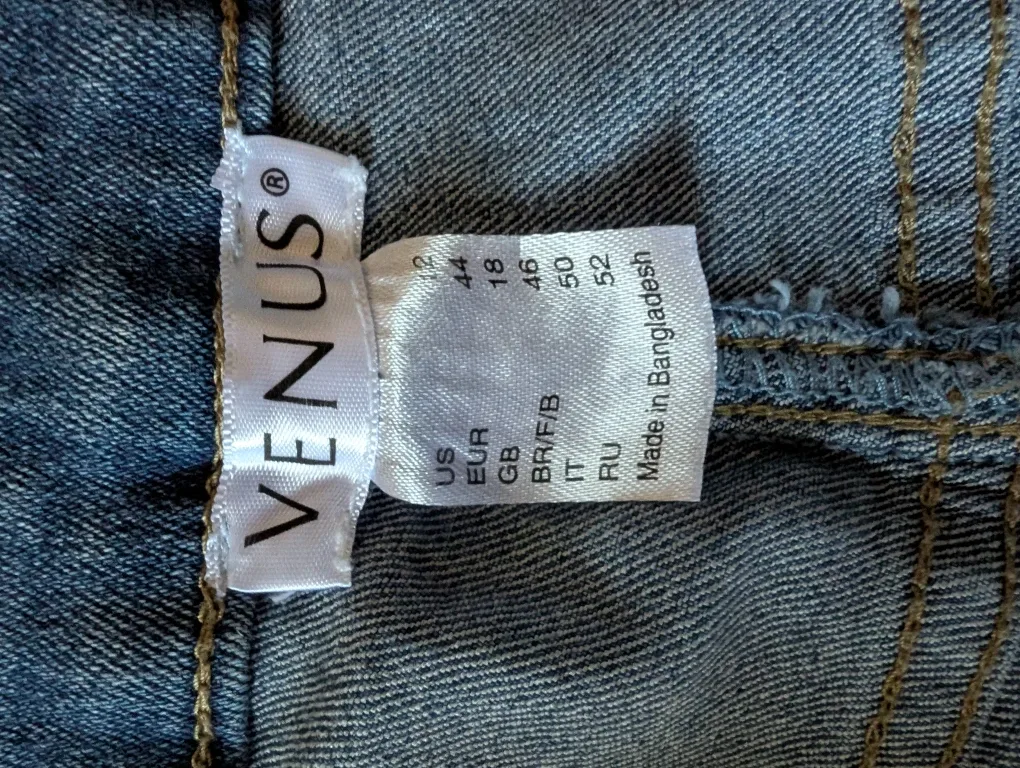 VENUS®
US 12
EUR 44
GB 18
BR/F/B 46
IT 50
RU 52
Made in Bangladesh